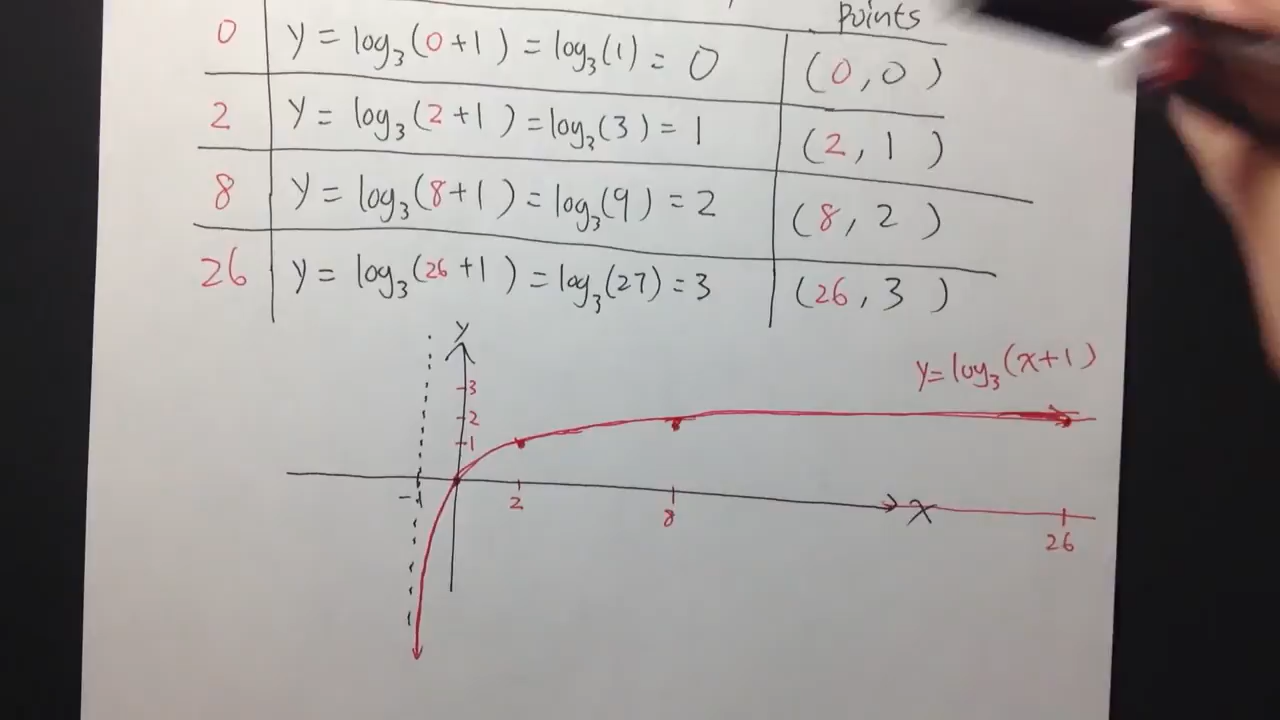 points
0 y = log₃(0+1) = log₃(1) = 0 (0,0)
2 y = log₃(2+1) = log₃(3) = 1 (2,1)
8 y = log₃(8+1) = log₃(9) = 2 (8,2)
26 y = log₃(26+1) = log₃(27) = 3 (26,3)
y
y=log₃(x+1)
3
2
1
-1
2
8
x
26